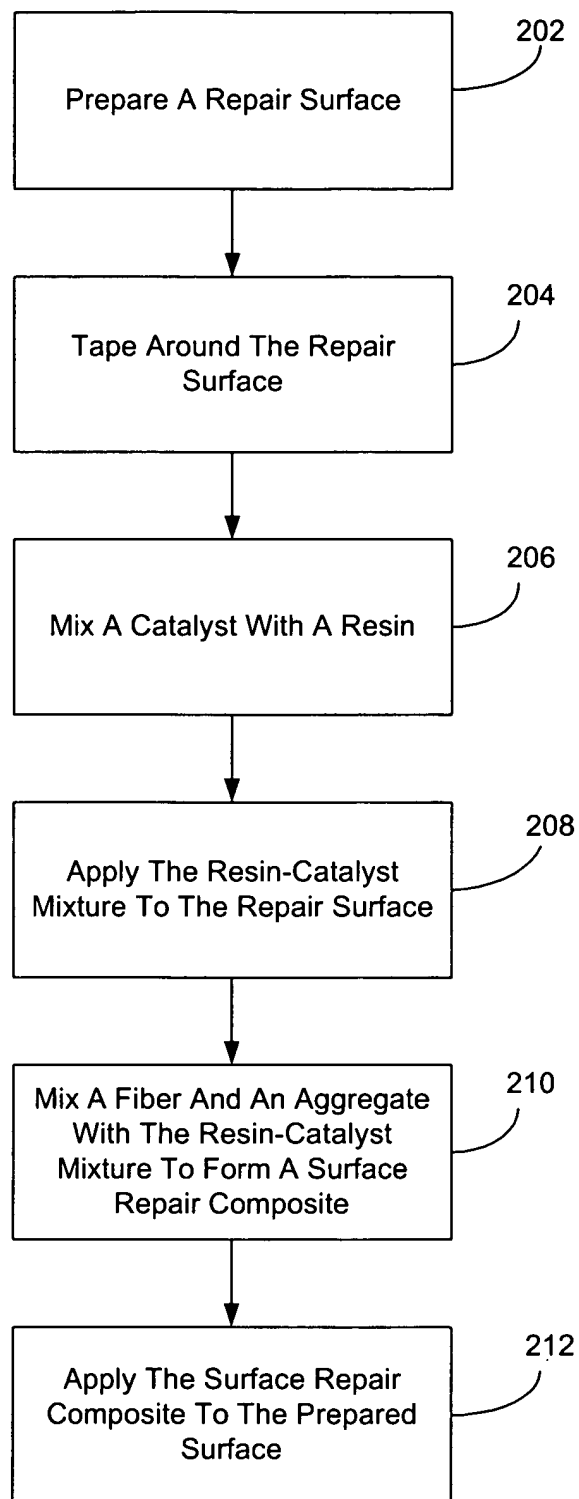 202
Prepare A Repair Surface
204
Tape Around The Repair
Surface
206
Mix A Catalyst With A Resin
208
Apply The Resin-Catalyst
Mixture To The Repair Surface
210
Mix A Fiber And An Aggregate
With The Resin-Catalyst
Mixture To Form A Surface
Repair Composite
212
Apply The Surface Repair
Composite To The Prepared
Surface